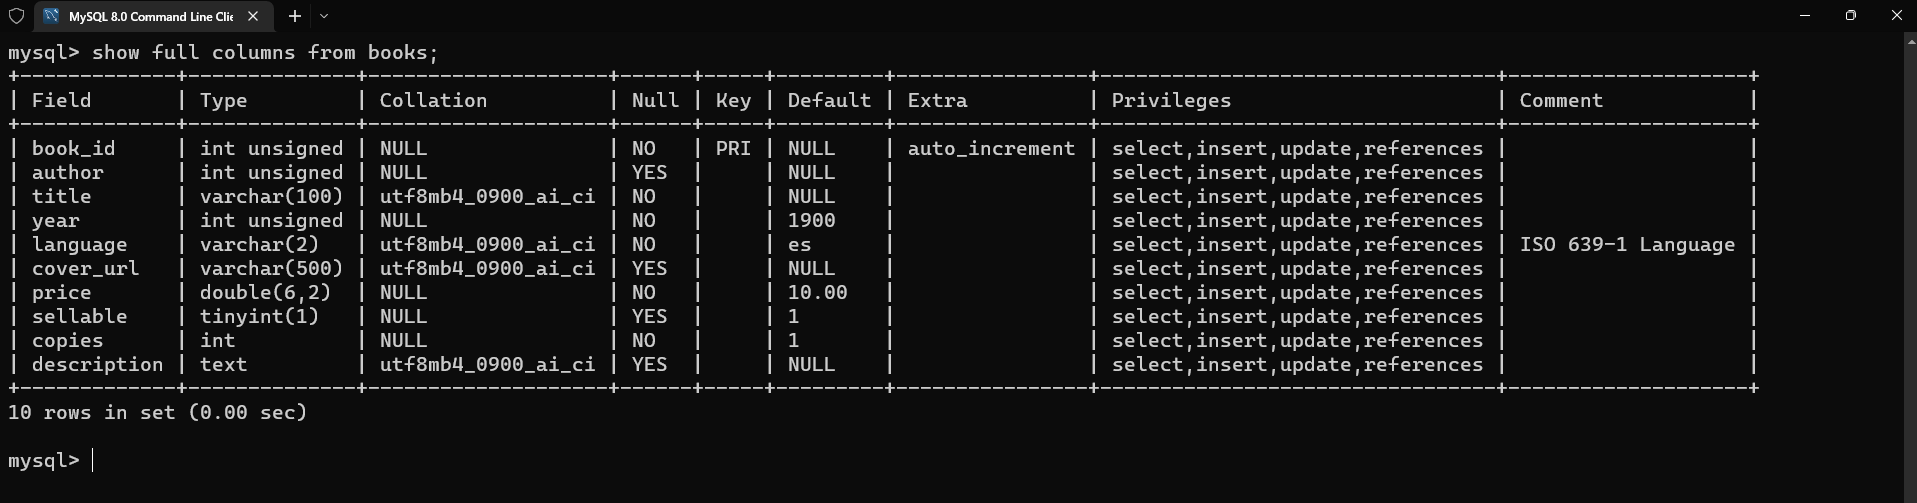 MySQL 8.0 Command Line Clie
mysql> show full columns from books;
+-------------+--------------+--------------------+------+-----+---------+----------------+---------------------------------+--------------------+
| Field       | Type         | Collation          | Null | Key | Default | Extra          | Privileges                      | Comment            |
+-------------+--------------+--------------------+------+-----+---------+----------------+---------------------------------+--------------------+
| book_id     | int unsigned | NULL               | NO   | PRI | NULL    | auto_increment | select,insert,update,references |                    |
| author      | int unsigned | NULL               | YES  |     | NULL    |                | select,insert,update,references |                    |
| title       | varchar(100) | utf8mb4_0900_ai_ci | NO   |     | NULL    |                | select,insert,update,references |                    |
| year        | int unsigned | NULL               | NO   |     | 1900    |                | select,insert,update,references |                    |
| language    | varchar(2)   | utf8mb4_0900_ai_ci | NO   |     | es      |                | select,insert,update,references | ISO 639-1 Language |
| cover_url   | varchar(500) | utf8mb4_0900_ai_ci | YES  |     | NULL    |                | select,insert,update,references |                    |
| price       | double(6,2)  | NULL               | NO   |     | 10.00   |                | select,insert,update,references |                    |
| sellable    | tinyint(1)   | NULL               | YES  |     | 1       |                | select,insert,update,references |                    |
| copies      | int          | NULL               | NO   |     | 1       |                | select,insert,update,references |                    |
| description | text         | utf8mb4_0900_ai_ci | YES  |     | NULL    |                | select,insert,update,references |                    |
+-------------+--------------+--------------------+------+-----+---------+----------------+---------------------------------+--------------------+
10 rows in set (0.00 sec)
mysql>